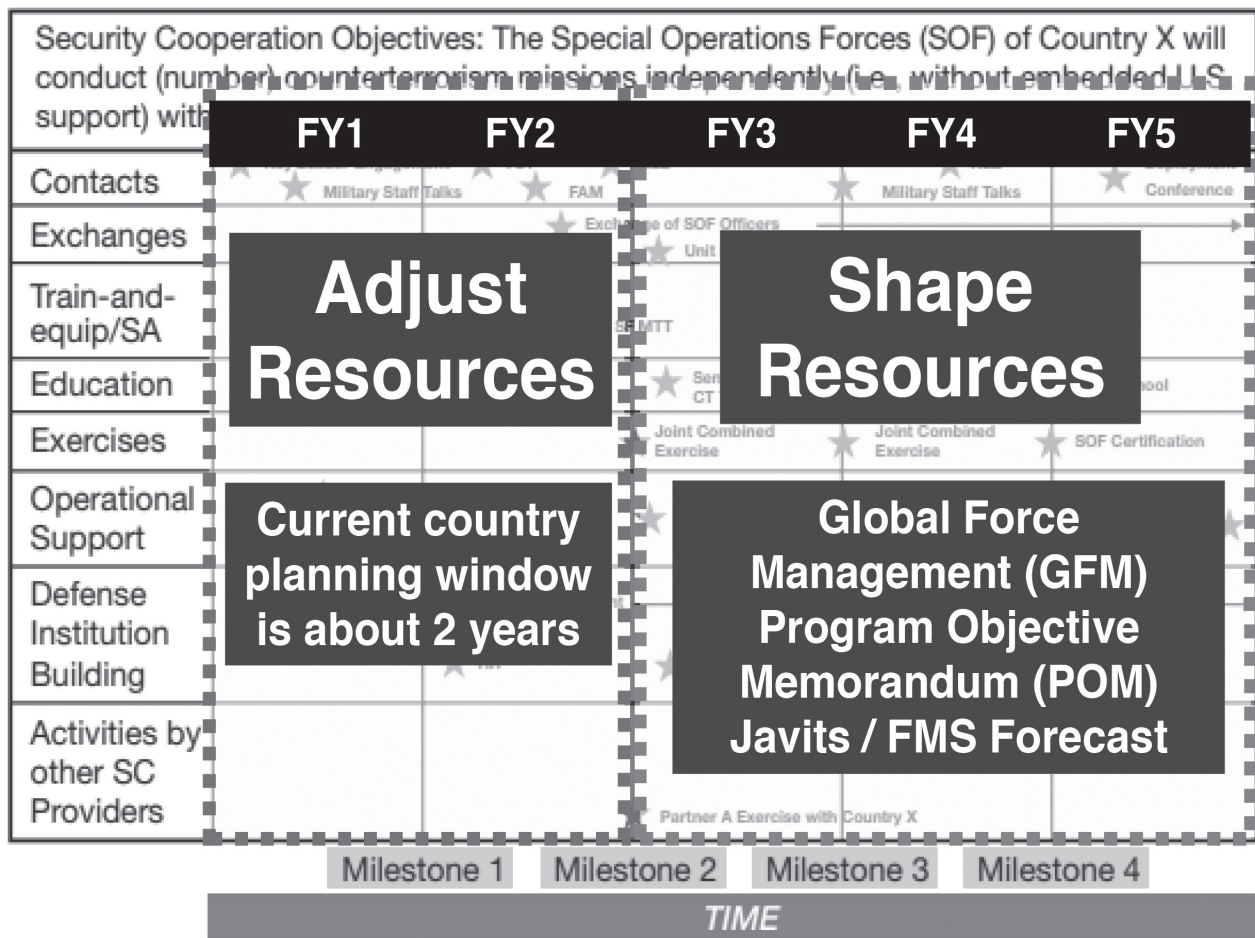 Security Cooperation Objectives: The Special Operations Forces (SOF) of Country X will
conduct (number) counterterrorism missions independently (i.e., without embedded U.S.
support) with
FY1 FY2 FY3 FY4 FY5
Contacts
Military Staff Talks
FAM
Military Staff Talks
Conference
Exchanges
Exchange of SOF Officers
Unit
Train-and-
equip/SA
MTT
Education
CT
Exercises
Joint Combined
Exercise
Joint Combined
Exercise
SOF Certification
Operational
Support
Defense
Institution
Building
Activities by
other SC
Providers
Partner A Exercise with Country X
Adjust
Resources
Shape
Resources
Current country
planning window
is about 2 years
Global Force
Management (GFM)
Program Objective
Memorandum (POM)
Javits / FMS Forecast
Milestone 1 Milestone 2 Milestone 3 Milestone 4
TIME